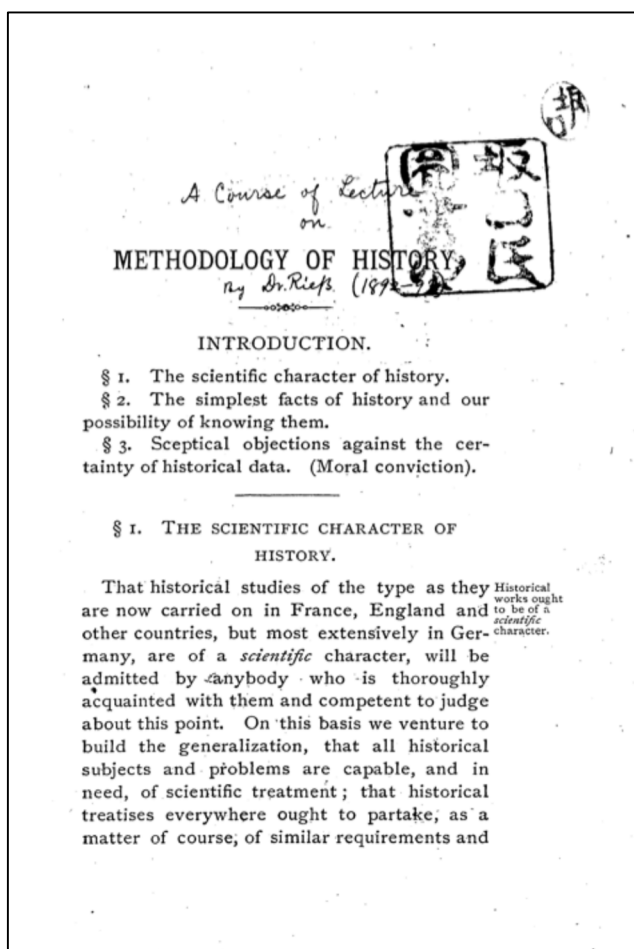 A Course of Lecture
on
METHODOLOGY OF HISTORY
By Dr. Rieß.
INTRODUCTION.
§ 1. The scientific character of history.
§ 2. The simplest facts of history and our
possibility of knowing them.
§ 3. Sceptical objections against the cer-
tainty of historical data. (Moral conviction).
§ 1. THE SCIENTIFIC CHARACTER OF
HISTORY.
That historical studies of the type as they
are now carried on in France, England and
other countries, but most extensively in Ger-
many, are of a scientific character, will be
admitted by anybody who is thoroughly
acquainted with them and competent to judge
about this point. On this basis we venture to
build the generalization, that all historical
subjects and problems are capable, and in
need, of scientific treatment; that historical
treatises everywhere ought to partake, as a
matter of course, of similar requirements and
Historical
works ought
to be of a
scientific
character.